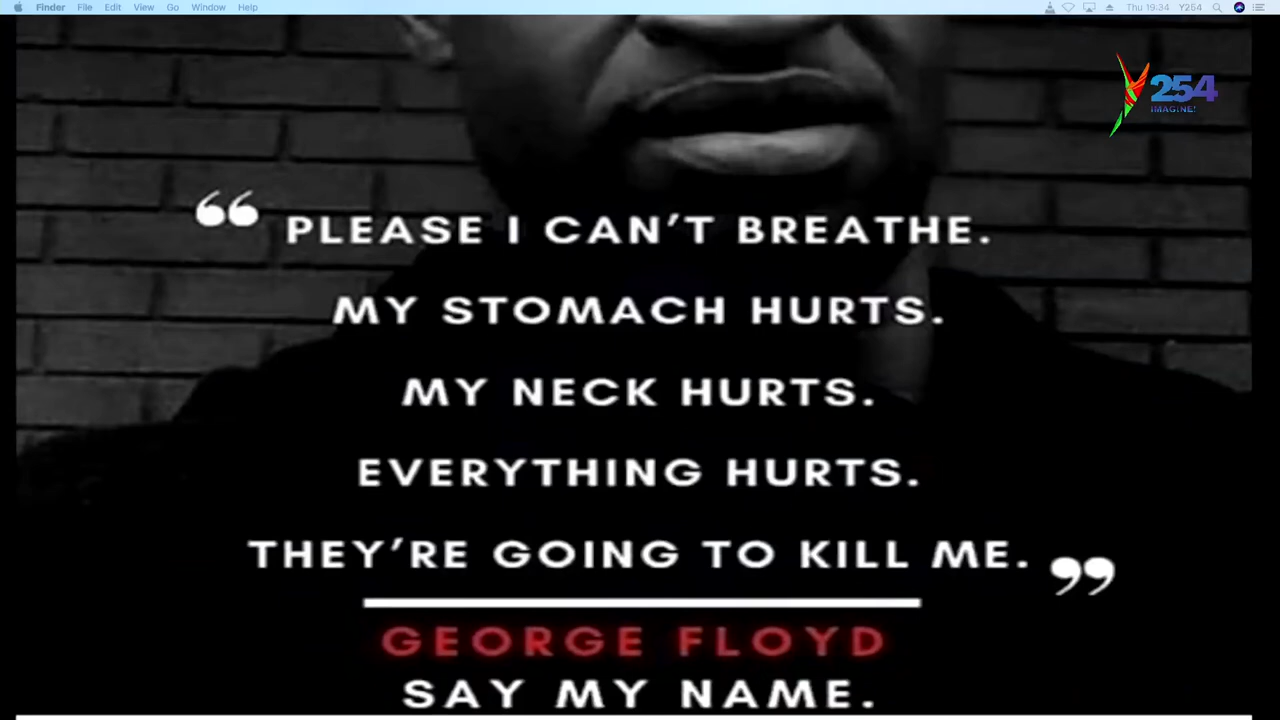 Finder File Edit View Go Window Help Thu 19:34 Y254
254
IMAGINE!
“ PLEASE I CAN’T BREATHE.
MY STOMACH HURTS.
MY NECK HURTS.
EVERYTHING HURTS.
THEY’RE GOING TO KILL ME. ”
GEORGE FLOYD
SAY MY NAME.